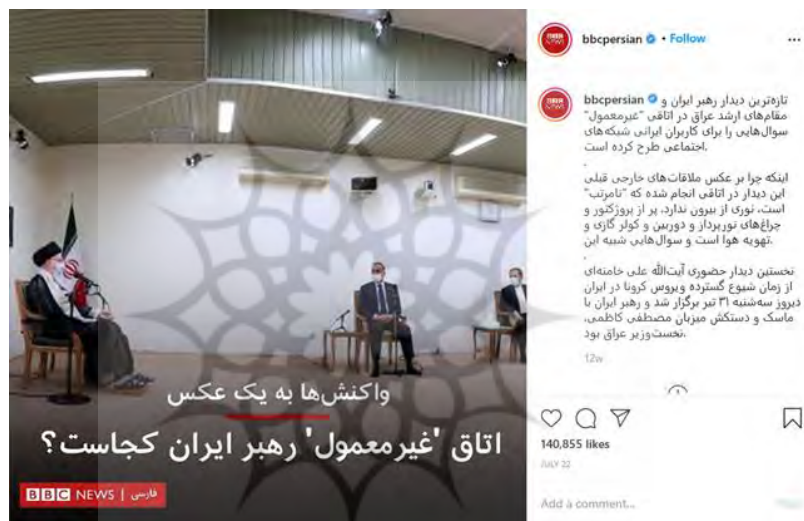 واکنش‌ها به یک عکس
اتاق 'غیرمعمول' رهبر ایران کجاست؟
BBC NEWS | فارسی
bbcpersian • Follow
bbcpersian تازه‌ترین دیدار رهبر ایران و
مقام‌های ارشد عراق در اتاقی "غیرمعمول"
سوال‌هایی را برای کاربران ایرانی شبکه‌های
اجتماعی طرح کرده است.
.
اینکه چرا بر عکس ملاقات‌های خارجی قبلی
این دیدار در اتاقی انجام شده که "نامرتب"
است، نوری از بیرون ندارد، پر از پروژکتور و
چراغ‌های نورپرداز و دوربین و کولر گازی و
تهویه هوا است و سوال‌هایی شبیه این.
.
نخستین دیدار حضوری آیت‌الله علی خامنه‌ای
از زمان شیوع گسترده ویروس کرونا در ایران
دیروز سه‌شنبه ۳۱ تیر برگزار شد و رهبر ایران با
ماسک و دستکش میزبان مصطفی کاظمی،
نخست‌وزیر عراق بود.
12w
140,855 likes
JULY 22
Add a comment...